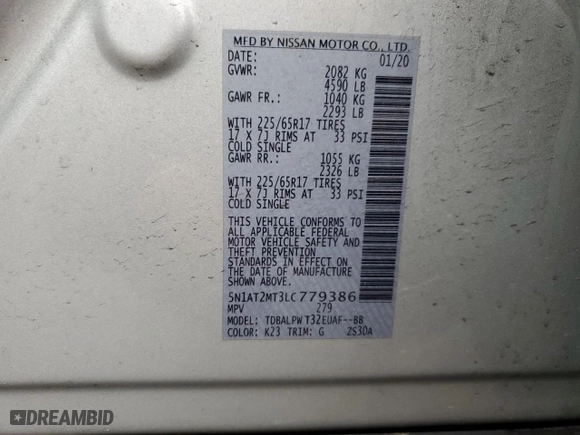 MFD BY NISSAN MOTOR CO., LTD.
DATE: 01/20
GVWR: 2082 KG
4590 LB
GAWR FR.: 1040 KG
2293 LB
WITH 225/65R17 TIRES
17 X 7J RIMS AT 33 PSI
COLD SINGLE
GAWR RR.: 1055 KG
2326 LB
WITH 225/65R17 TIRES
17 X 7J RIMS AT 33 PSI
COLD SINGLE
THIS VEHICLE CONFORMS TO
ALL APPLICABLE FEDERAL
MOTOR VEHICLE SAFETY AND
THEFT PREVENTION
STANDARDS IN EFFECT ON
THE DATE OF MANUFACTURE
SHOWN ABOVE.
5N1AT2MT3LC779386
MPV 279
MODEL: TDBALPW T32EUAF--BB
COLOR: K23 TRIM: G ZS30A
DREAMBID